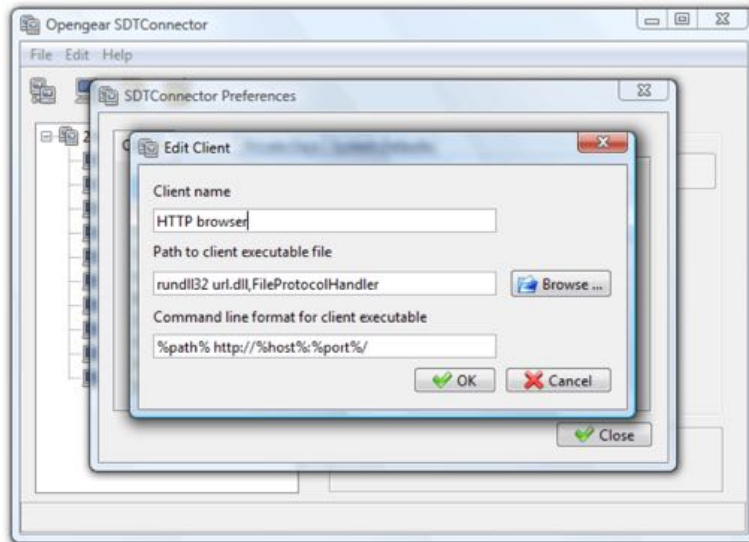 Opengear SDTConnector
File Edit Help
SDTConnector Preferences
Edit Client
Client name
HTTP browser
Path to client executable file
rundll32 url.dll,FileProtocolHandler
Browse ...
Command line format for client executable
%path% http://%host%:%port%/
OK
Cancel
Close